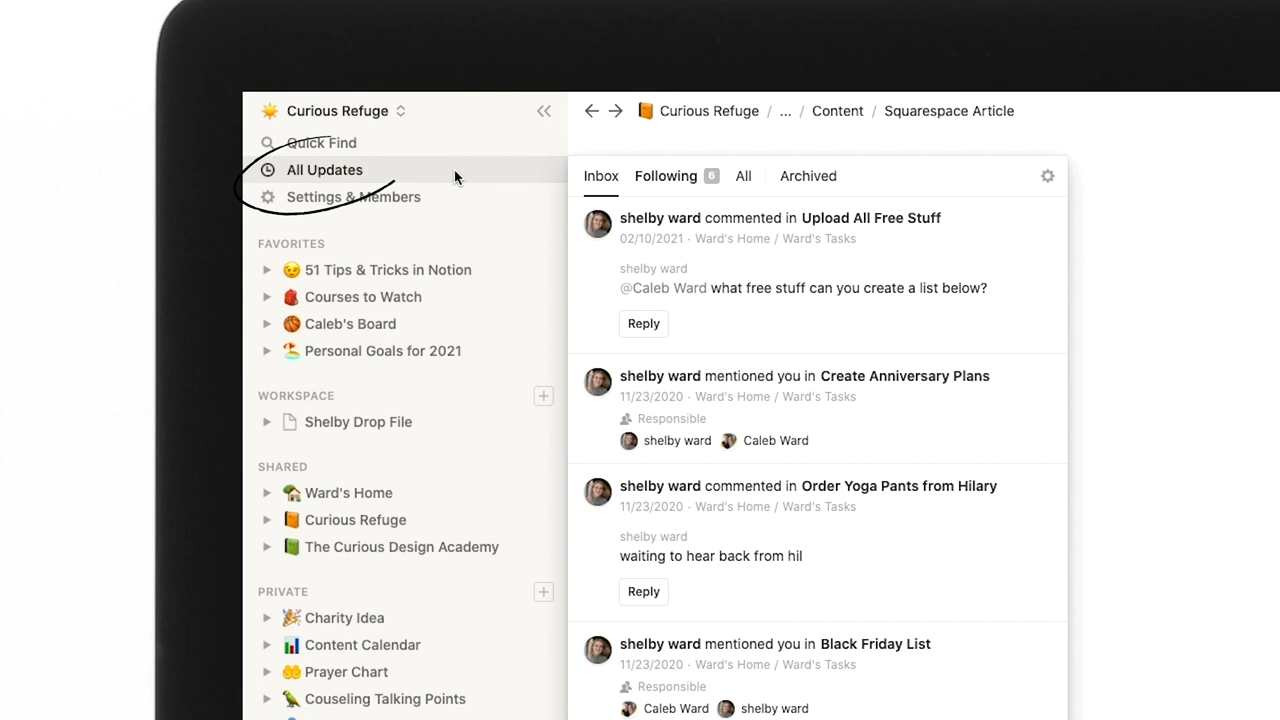 Curious Refuge
Quick Find
All Updates
Settings & Members
FAVORITES
51 Tips & Tricks in Notion
Courses to Watch
Caleb's Board
Personal Goals for 2021
WORKSPACE
Shelby Drop File
SHARED
Ward's Home
Curious Refuge
The Curious Design Academy
PRIVATE
Charity Idea
Content Calendar
Prayer Chart
Couseling Talking Points
Curious Refuge / ... / Content / Squarespace Article
Inbox Following 6 All Archived
shelby ward commented in Upload All Free Stuff
02/10/2021 · Ward's Home / Ward's Tasks
shelby ward
@Caleb Ward what free stuff can you create a list below?
Reply
shelby ward mentioned you in Create Anniversary Plans
11/23/2020 · Ward's Home / Ward's Tasks
Responsible
shelby ward Caleb Ward
shelby ward commented in Order Yoga Pants from Hilary
11/23/2020 · Ward's Home / Ward's Tasks
shelby ward
waiting to hear back from hil
Reply
shelby ward mentioned you in Black Friday List
11/23/2020 · Ward's Home / Ward's Tasks
Responsible
Caleb Ward shelby ward